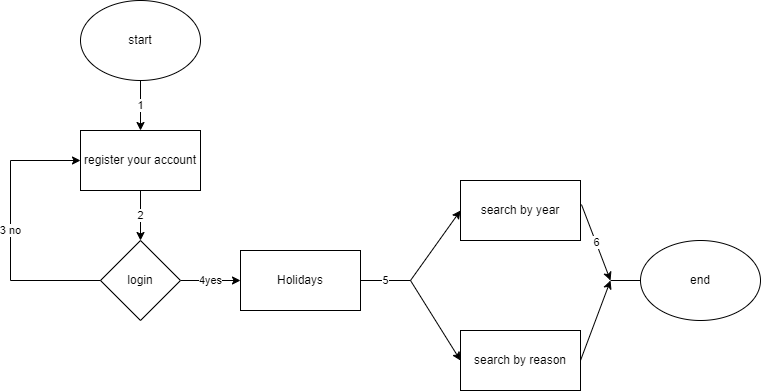 start
1
register your account
2
3 no
login
4yes
Holidays
5
search by year
6
search by reason
end